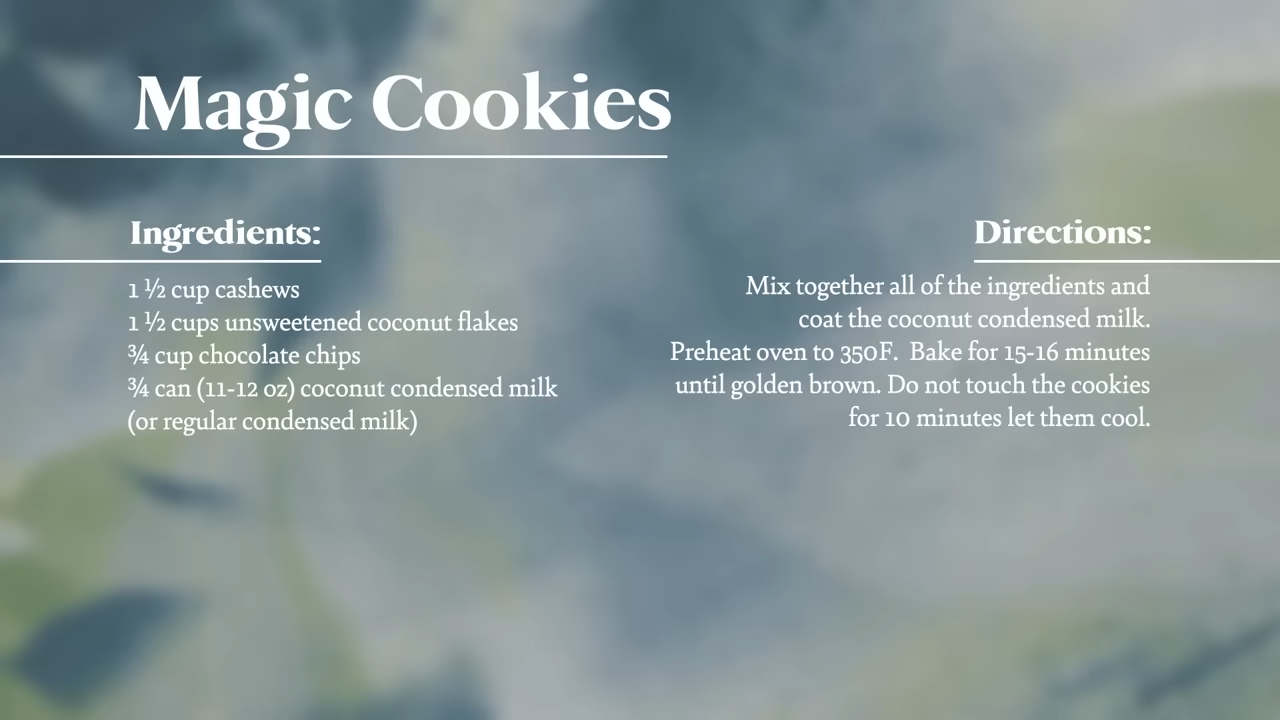 Magic Cookies
Ingredients:
1 ½ cup cashews
1 ½ cups unsweetened coconut flakes
¾ cup chocolate chips
¾ can (11-12 oz) coconut condensed milk
(or regular condensed milk)
Directions:
Mix together all of the ingredients and
coat the coconut condensed milk.
Preheat oven to 350F.  Bake for 15-16 minutes
until golden brown. Do not touch the cookies
for 10 minutes let them cool.